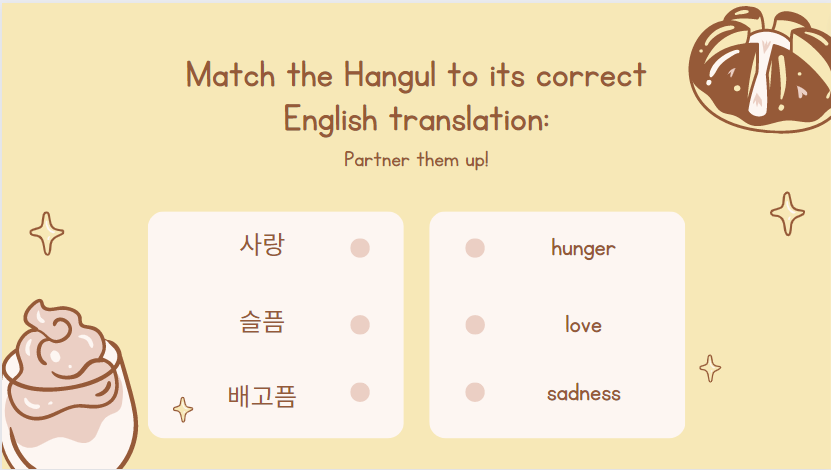 Match the Hangul to its correct
English translation:
Partner them up!
사랑
hunger
슬픔
love
배고픔
sadness